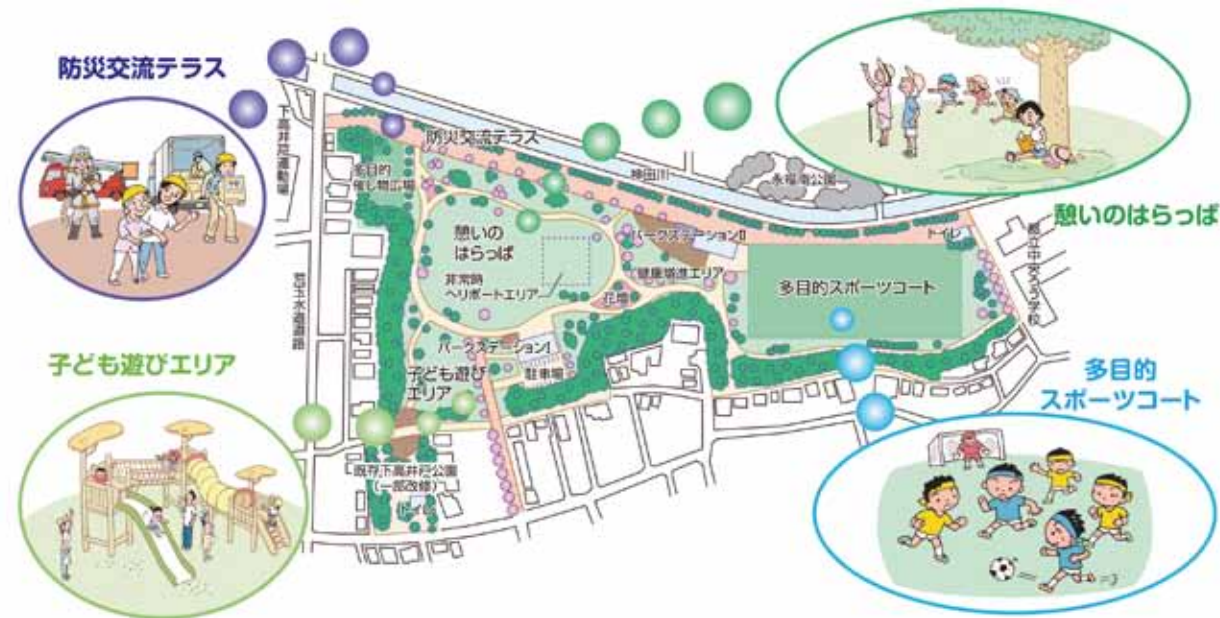 防災交流テラス
下高井戸運動場
防災交流テラス
神田川
永福南公園
憩いのはらっぱ
多目的
催し物広場
憩いの
はらっぱ
パークステーションⅡ
トイレ
都立中央ろう学校
非常時
ヘリポートエリア
健康増進エリア
多目的スポーツコート
花壇
荒玉水道道路
パークステーションⅠ
駐車場
子ども遊びエリア
子ども遊び
エリア
多目的
スポーツコート
既存下高井戸公園
(一部改修)
トイレ